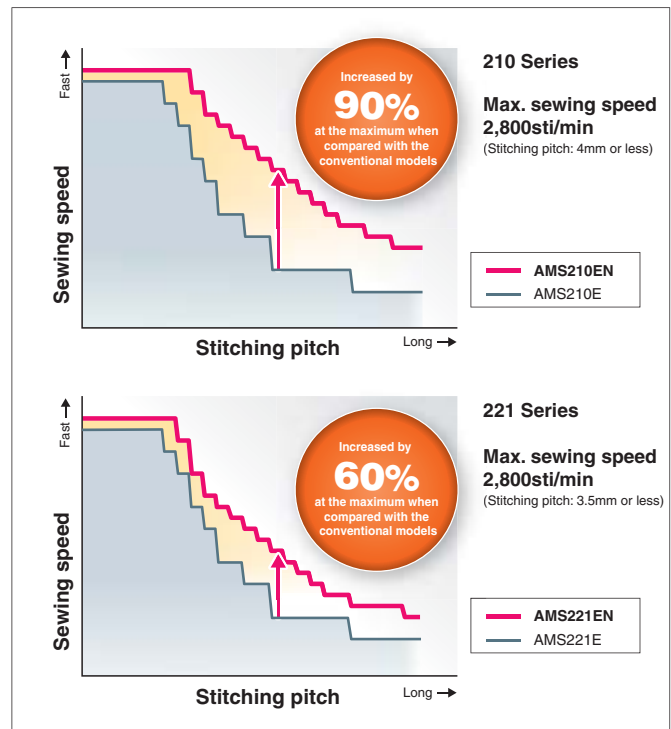 Fast →
Sewing speed
Increased by
90%
at the maximum when
compared with the
conventional models
Stitching pitch
Long →
210 Series
Max. sewing speed
2,800sti/min
(Stitching pitch: 4mm or less)
AMS210EN
AMS210E
Fast →
Sewing speed
Increased by
60%
at the maximum when
compared with the
conventional models
Stitching pitch
Long →
221 Series
Max. sewing speed
2,800sti/min
(Stitching pitch: 3.5mm or less)
AMS221EN
AMS221E